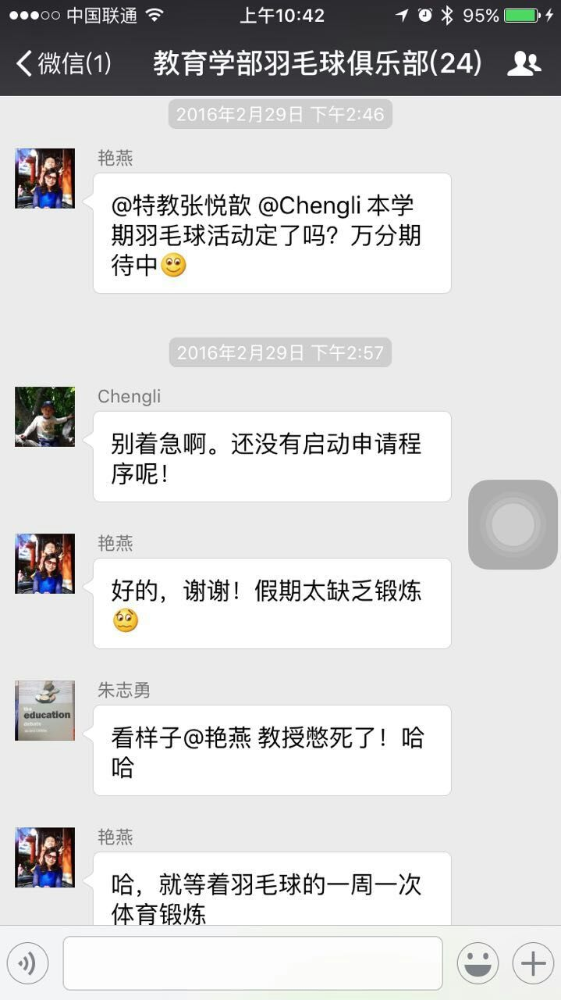 中国联通
上午10:42
95%
微信(1)
教育学部羽毛球俱乐部(24)
2016年2月29日 下午2:46
艳燕
@特教张悦歆 @Chengli 本学
期羽毛球活动定了吗？万分期
待中
2016年2月29日 下午2:57
Chengli
别着急啊。还没有启动申请程
序呢！
艳燕
好的，谢谢！假期太缺乏锻炼
朱志勇
the
education
debate
看样子@艳燕 教授憋死了！哈
哈
艳燕
哈，就等着羽毛球的一周一次
体育锻炼